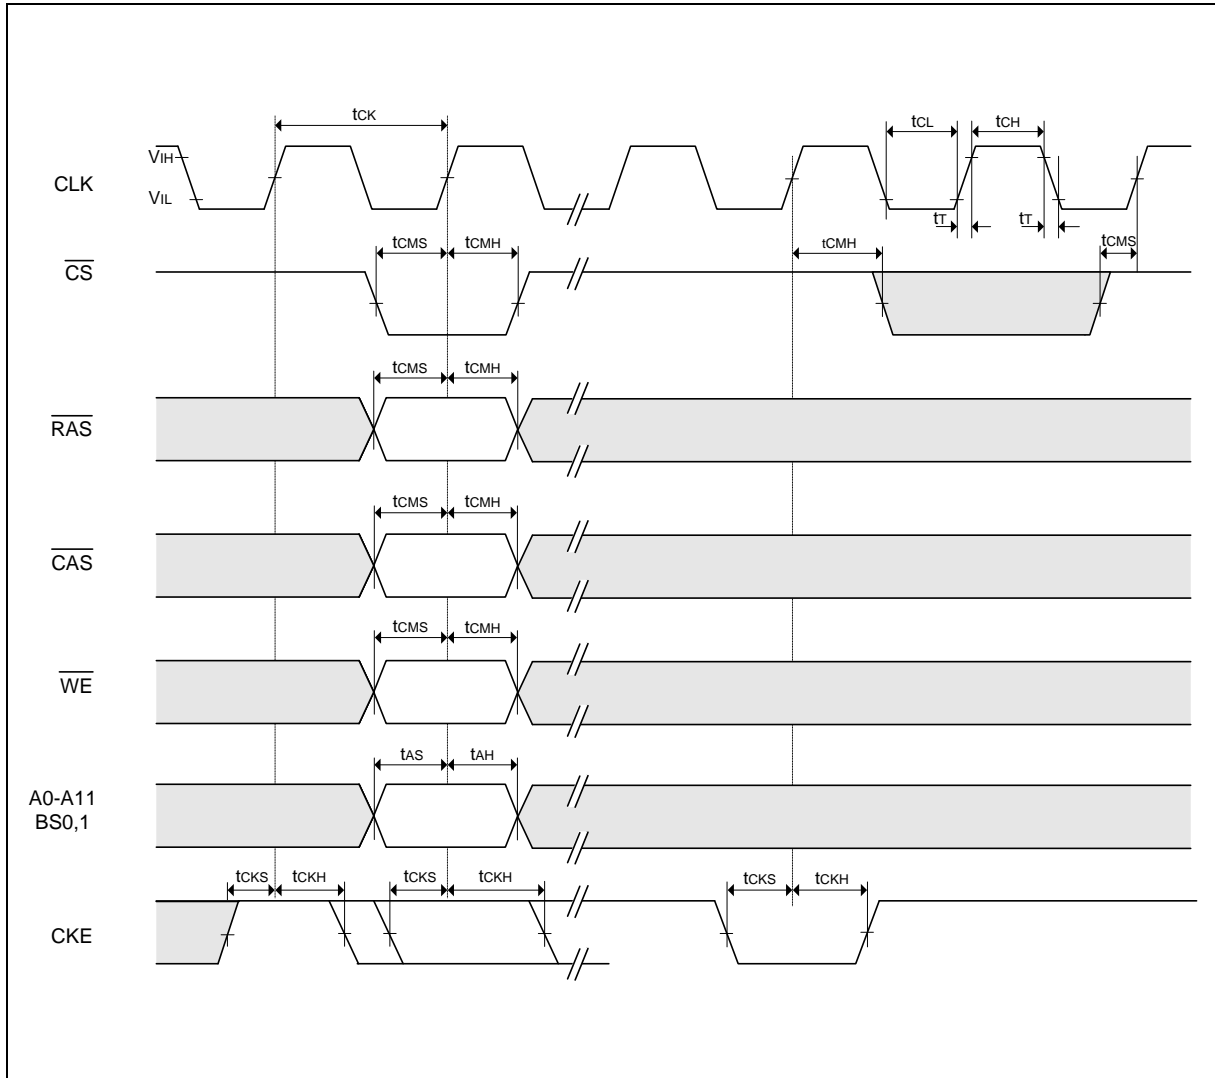 tCK
tCL
tCH
VIH
CLK
VIL
tT
tT
tCMS
tCMH
tCMH
tCMS
CS
tCMS
tCMH
RAS
tCMS
tCMH
CAS
tCMS
tCMH
WE
tAS
tAH
A0-A11
BS0,1
tCKS
tCKH
tCKS
tCKH
tCKS
tCKH
CKE